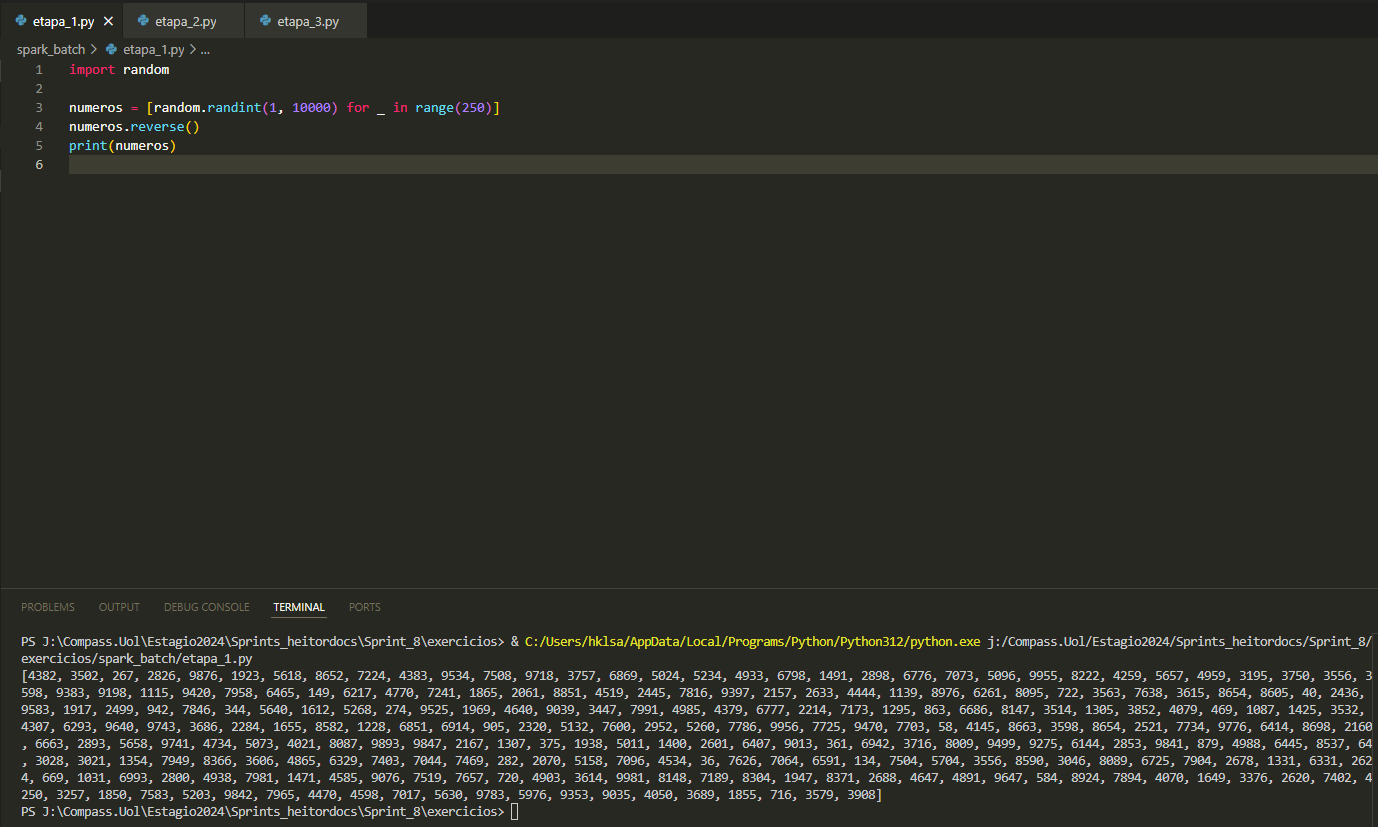 etapa_1.py
etapa_2.py
etapa_3.py
spark_batch > etapa_1.py > ...
1 import random
2
3 numeros = [random.randint(1, 10000) for _ in range(250)]
4 numeros.reverse()
5 print(numeros)
6
PROBLEMS OUTPUT DEBUG CONSOLE TERMINAL PORTS
PS J:\Compass.Uol\Estagio2024\Sprints_heitordocs\Sprint_8\exercicios> & C:/Users/hklsa/AppData/Local/Programs/Python/Python312/python.exe j:/Compass.Uol/Estagio2024/Sprints_heitordocs/Sprint_8/
exercicios/spark_batch/etapa_1.py
[4382, 3502, 267, 2826, 9876, 1923, 5618, 8652, 7224, 4383, 9534, 7508, 9718, 3757, 6869, 5024, 5234, 4933, 6798, 1491, 2898, 6776, 7073, 5096, 9955, 8222, 4259, 5657, 4959, 3195, 3750, 3556, 3
598, 9383, 9198, 1115, 9420, 7958, 6465, 149, 6217, 4770, 7241, 1865, 2061, 8851, 4519, 2445, 7816, 9397, 2157, 2633, 4444, 1139, 8976, 6261, 8095, 722, 3563, 7638, 3615, 8654, 8605, 40, 2436,
9583, 1917, 2499, 942, 7846, 344, 5640, 1612, 5268, 274, 9525, 1969, 4640, 9039, 3447, 7991, 4985, 4379, 6777, 2214, 7173, 1295, 863, 6686, 8147, 3514, 1305, 3852, 4079, 469, 1087, 1425, 3532,
4307, 6293, 9640, 9743, 3686, 2284, 1655, 8582, 1228, 6851, 6914, 905, 2320, 5132, 7600, 2952, 5260, 7786, 9956, 7725, 9470, 7703, 58, 4145, 8663, 3598, 8654, 2521, 7734, 9776, 6414, 8698, 2160
, 6663, 2893, 5658, 9741, 4734, 5073, 4021, 8087, 9893, 9847, 2167, 1307, 375, 1938, 5011, 1400, 2601, 6407, 9013, 361, 6942, 3716, 8009, 9499, 9275, 6144, 2853, 9841, 879, 4988, 6445, 8537, 64
, 3028, 3021, 1354, 7949, 8366, 3606, 4865, 6329, 7403, 7044, 7469, 282, 2070, 5158, 7096, 4534, 36, 7626, 7064, 6591, 134, 7504, 5704, 3556, 8590, 3046, 8089, 6725, 7904, 2678, 1331, 6331, 262
4, 669, 1031, 6993, 2800, 4938, 7981, 1471, 4585, 9076, 7519, 7657, 720, 4903, 3614, 9981, 8148, 7189, 8304, 1947, 8371, 2688, 4647, 4891, 9647, 584, 8924, 7894, 4070, 1649, 3376, 2620, 7402, 4
250, 3257, 1850, 7583, 5203, 9842, 7965, 4470, 4598, 7017, 5630, 9783, 5976, 9353, 9035, 4050, 3689, 1855, 716, 3579, 3908]
PS J:\Compass.Uol\Estagio2024\Sprints_heitordocs\Sprint_8\exercicios>